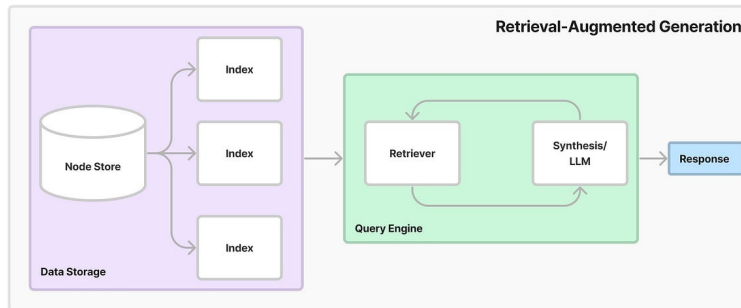 Retrieval-Augmented Generation
Index
Node Store
Index
Index
Data Storage
Retriever
Synthesis/
LLM
Query Engine
Response